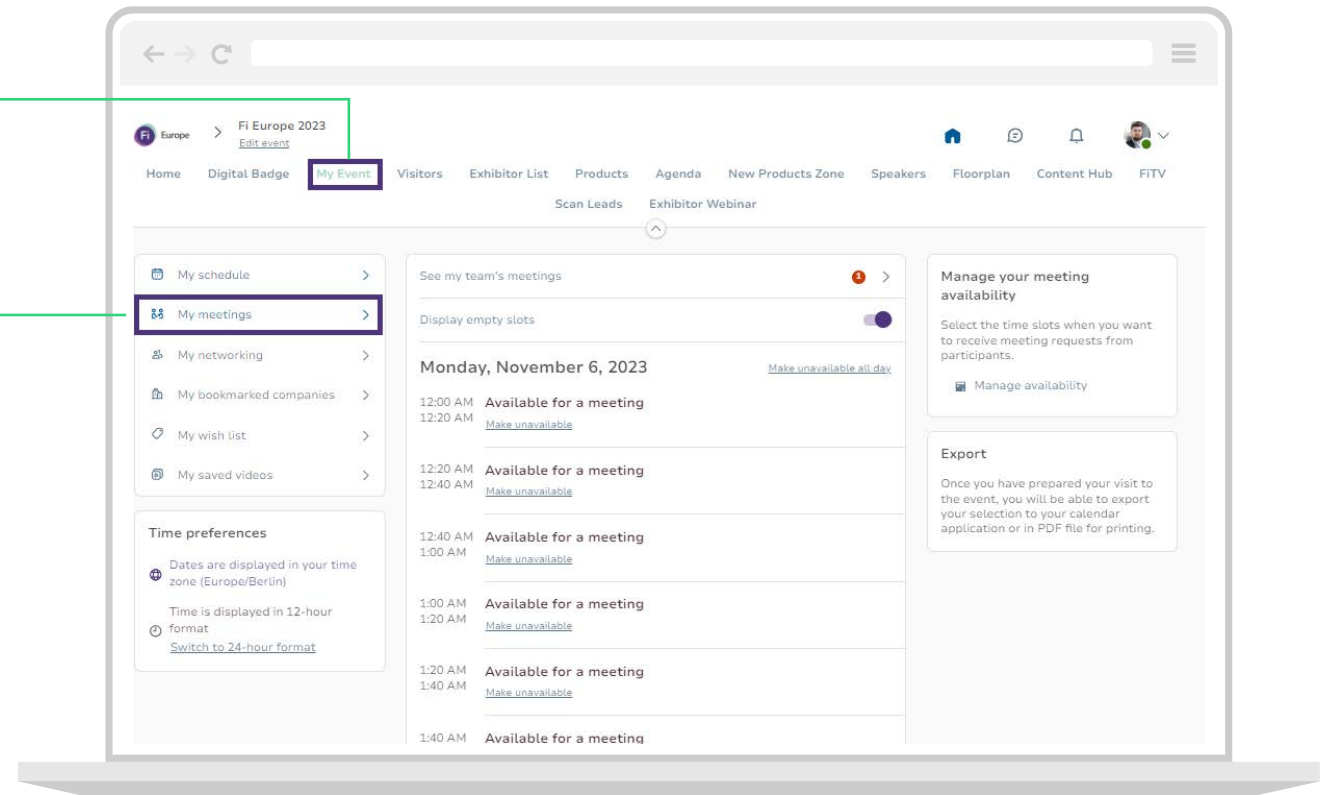 Fi Europe
Fi Europe 2023
Edit event
Home Digital Badge My Event Visitors Exhibitor List Products Agenda New Products Zone Speakers Floorplan Content Hub FiTV
Scan Leads Exhibitor Webinar
My schedule
My meetings
My networking
My bookmarked companies
My wish list
My saved videos
Time preferences
Dates are displayed in your time
zone (Europe/Berlin)
Time is displayed in 12-hour
format
Switch to 24-hour format
See my team's meetings 1
Display empty slots
Monday, November 6, 2023 Make unavailable all day
12:00 AM Available for a meeting
12:20 AM Make unavailable
12:20 AM Available for a meeting
12:40 AM Make unavailable
12:40 AM Available for a meeting
1:00 AM Make unavailable
1:00 AM Available for a meeting
1:20 AM Make unavailable
1:20 AM Available for a meeting
1:40 AM Make unavailable
1:40 AM Available for a meeting
Manage your meeting
availability
Select the time slots when you want
to receive meeting requests from
participants.
Manage availability
Export
Once you have prepared your visit to
the event, you will be able to export
your selection to your calendar
application or in PDF file for printing.